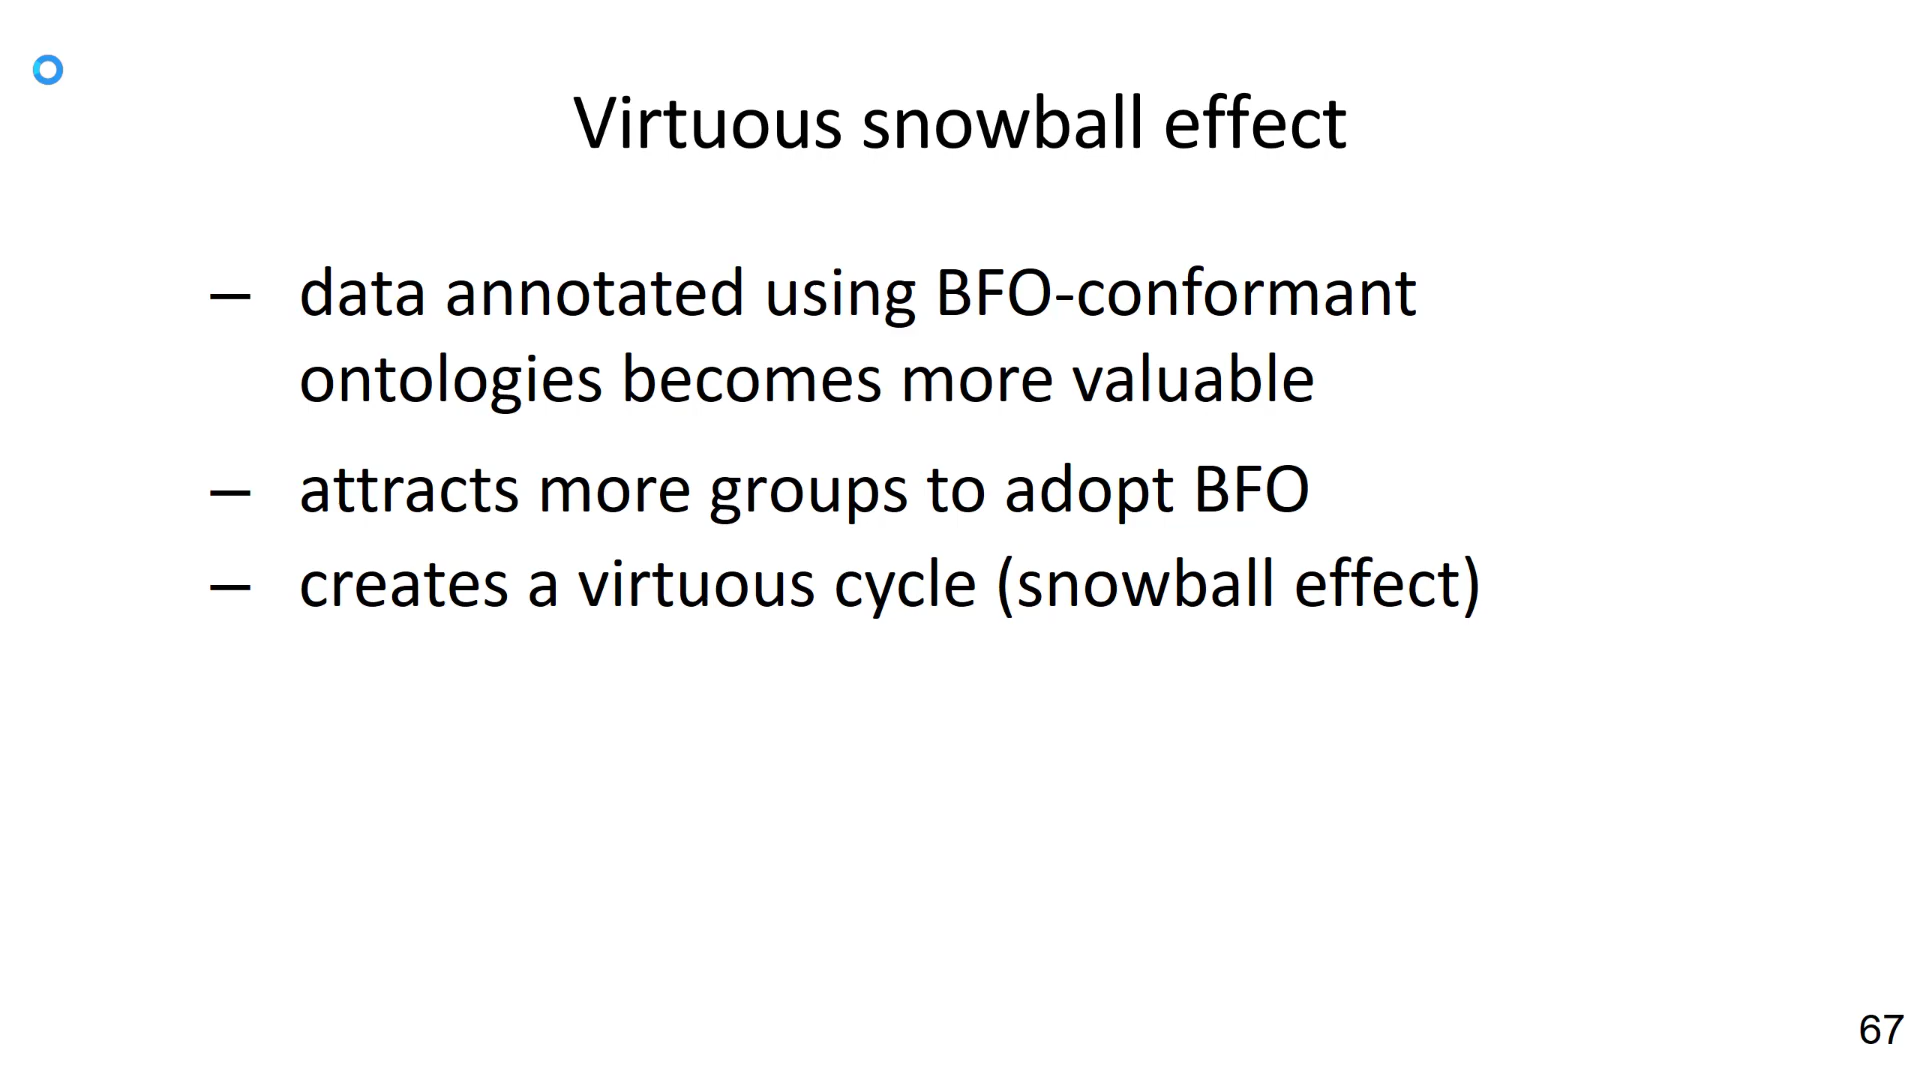 Virtuous snowball effect
– data annotated using BFO-conformant
ontologies becomes more valuable
– attracts more groups to adopt BFO
– creates a virtuous cycle (snowball effect)
67